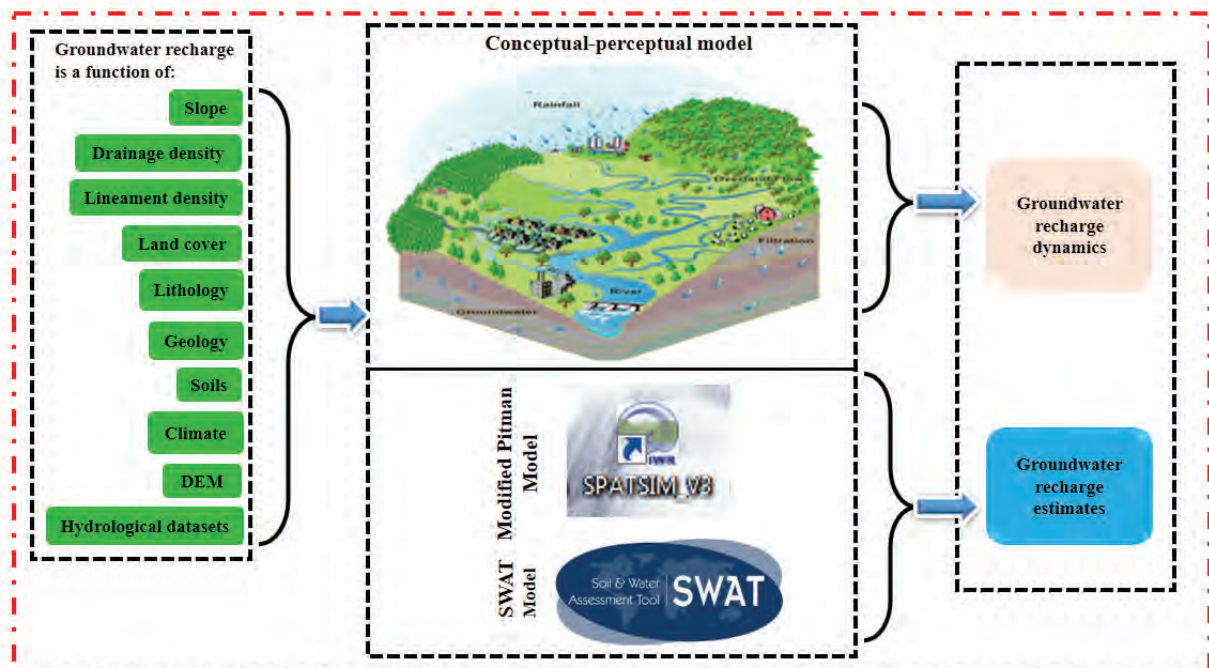 Groundwater recharge
is a function of:
Slope
Drainage density
Lineament density
Land cover
Lithology
Geology
Soils
Climate
DEM
Hydrological datasets
Conceptual-perceptual model
Rainfall
Overland Flow
Filtration
River
Groundwater
Modified Pitman
Model
IWR
SPATSIM_V3
SWAT
Model
Soil & Water
Assessment Tool
SWAT
Groundwater
recharge
dynamics
Groundwater
recharge
estimates